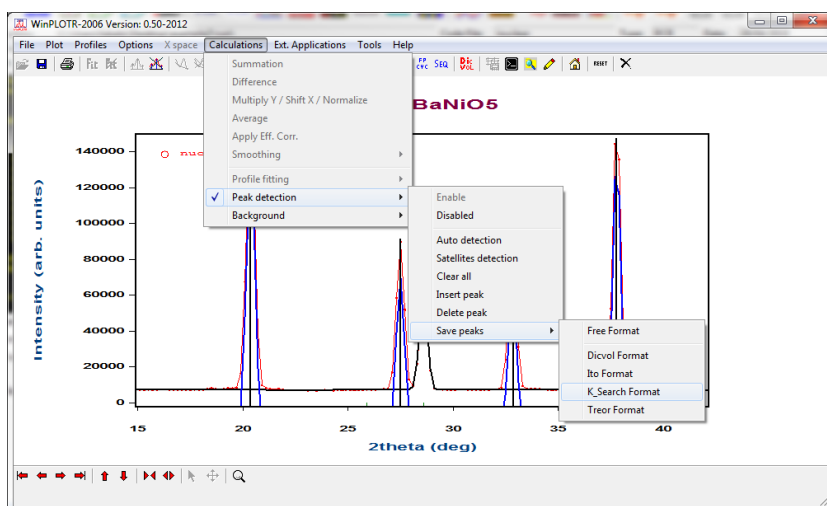 WinPLOTR-2006 Version: 0.50-2012
File Plot Profiles Options X space Calculations Ext. Applications Tools Help
RESET
BaNiO5
Summation
Difference
Multiply Y / Shift X / Normalize
Average
Apply Eff. Corr.
Smoothing
Profile fitting
Peak detection
Background
Enable
Disabled
Auto detection
Satellites detection
Clear all
Insert peak
Delete peak
Save peaks
Free Format
Dicvol Format
Ito Format
K_Search Format
Treor Format
Intensity (arb. units)
140000
120000
100000
80000
60000
40000
20000
0
15 20 25 30 35 40
2theta (deg)